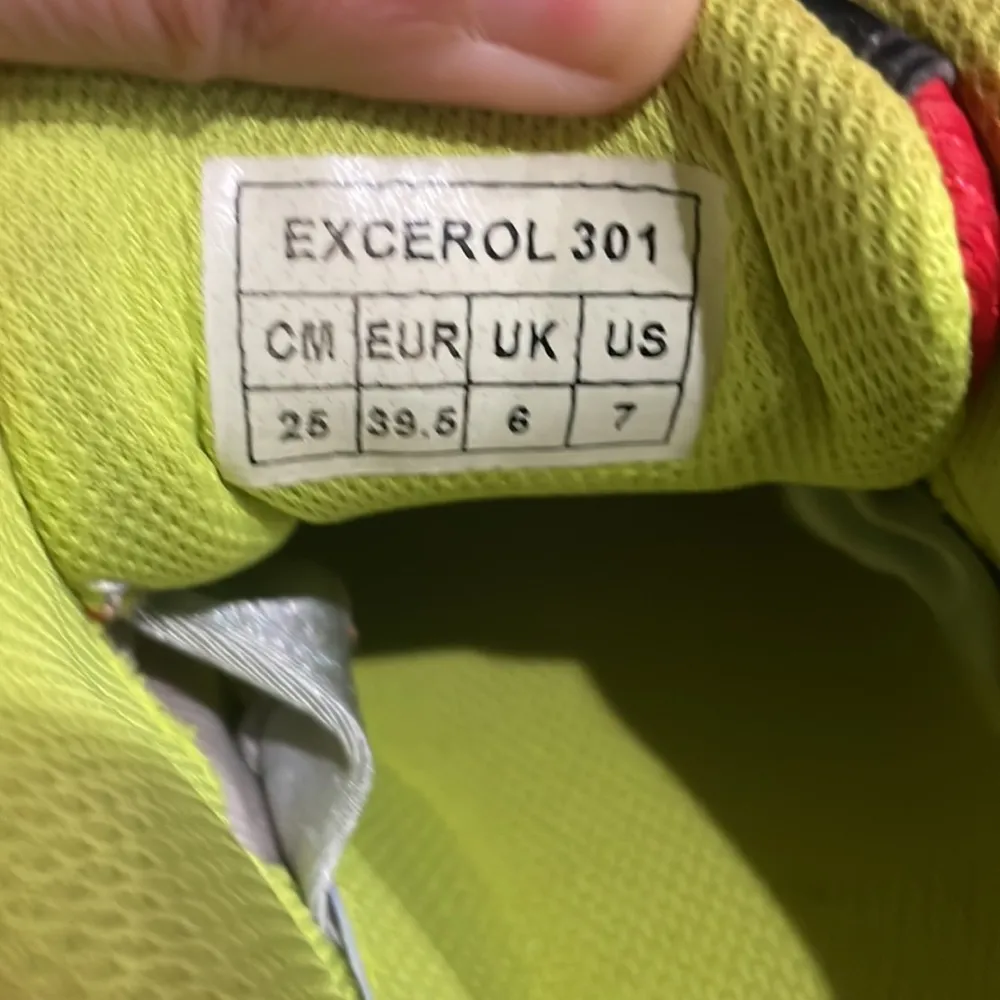 EXCEROL 301
CM EUR UK US
25 39.5 6 7